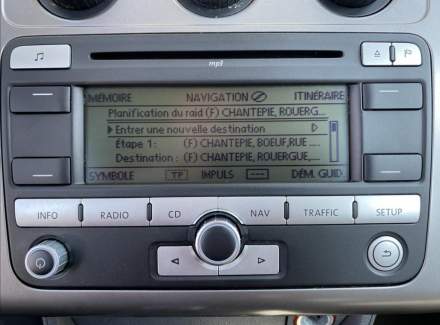 mp3
MÉMOIRE NAVIGATION ITINÉRAIRE
Planification du raid (F) CHANTEPIE, ROUERG...
Entrer une nouvelle destination
Étape 1: (F) CHANTEPIE, BOEUF,RUE ....
Destination : (F) CHANTEPIE, ROUERGUE,...
SYMBOLE TP IMPULS --- DÉM. GUID
INFO RADIO CD NAV TRAFFIC SETUP